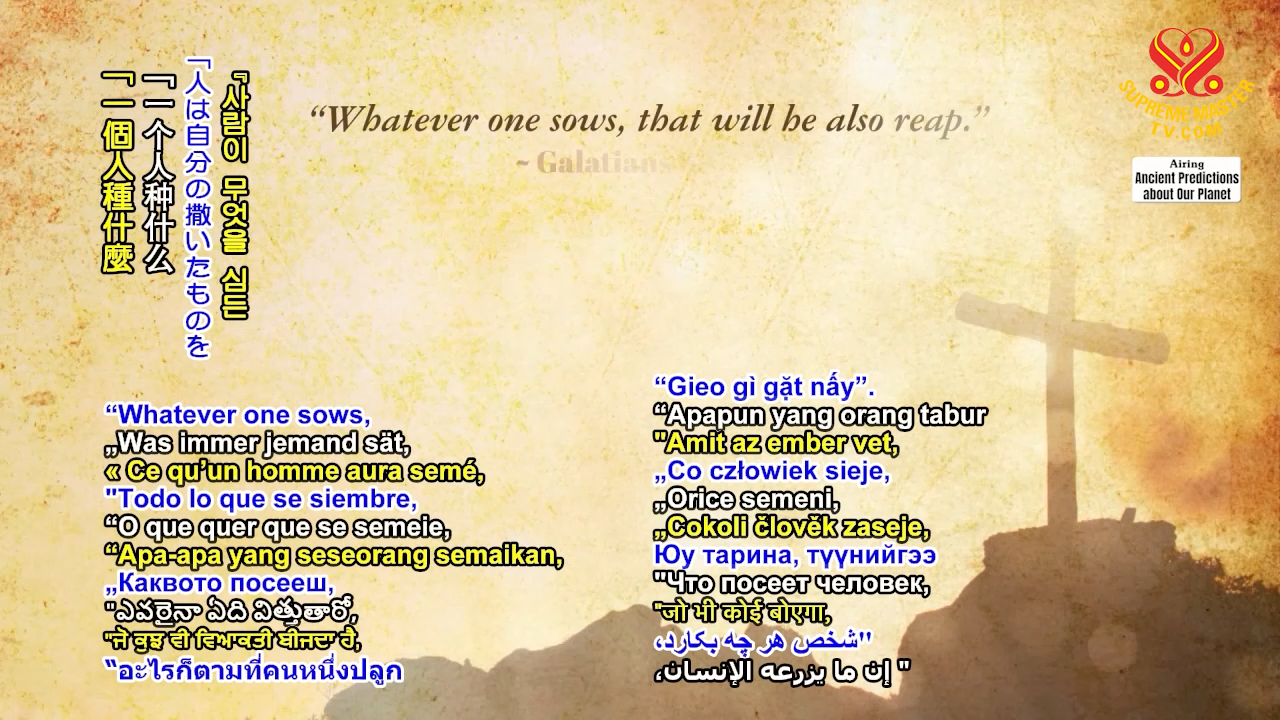 “Whatever one sows, that will he also reap.”
~ Galatians
SUPREME MASTER
TV.COM
Airing
Ancient Predictions
about Our Planet
『사람이 무엇을 심든
「人は自分の撒いたものを
「一个人种什么
「一個人種什麼
“Whatever one sows,
„Was immer jemand sät,
« Ce qu’un homme aura semé,
"Todo lo que se siembre,
“O que quer que se semeie,
“Apa-apa yang seseorang semaikan,
„Каквото посееш,
"ఎవరైనా ఏది విత్తుతారో,
"ਜੋ ਕੁਝ ਵੀ ਵਿਅਕਤੀ ਬੀਜਦਾ ਹੈ,
“อะไรก็ตามที่คนหนึ่งปลูก
“Gieo gì gặt nấy”.
“Apapun yang orang tabur
"Amit az ember vet,
„Co człowiek sieje,
„Orice semeni,
„Cokoli člověk zaseje,
Юу тарина, түүнийгээ
"Что посеет человек,
"जो भी कोई बोएगा,
"شخص هر چه بکارد،
" إن ما يزرعه الإنسان،